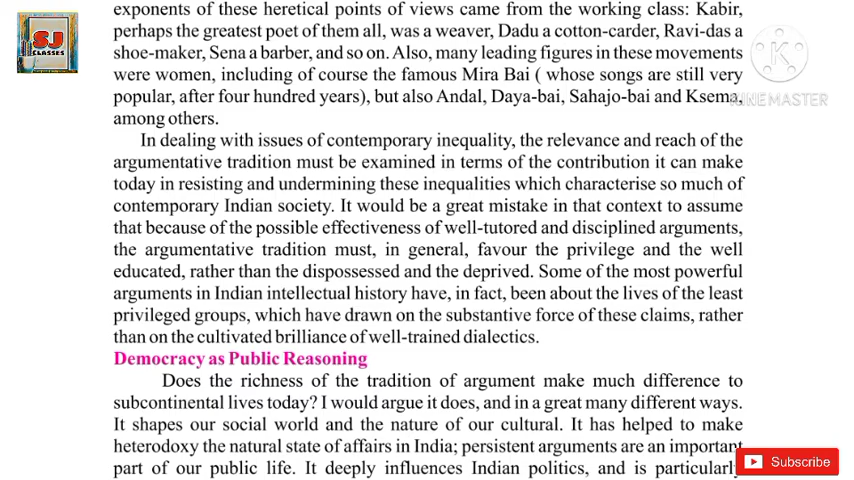 exponents of these heretical points of views came from the working class: Kabir,
perhaps the greatest poet of them all, was a weaver, Dadu a cotton-carder, Ravi-das a
shoe-maker, Sena a barber, and so on. Also, many leading figures in these movements
were women, including of course the famous Mira Bai ( whose songs are still very
popular, after four hundred years), but also Andal, Daya-bai, Sahajo-bai and Ksema,
among others.
In dealing with issues of contemporary inequality, the relevance and reach of the
argumentative tradition must be examined in terms of the contribution it can make
today in resisting and undermining these inequalities which characterise so much of
contemporary Indian society. It would be a great mistake in that context to assume
that because of the possible effectiveness of well-tutored and disciplined arguments,
the argumentative tradition must, in general, favour the privilege and the well
educated, rather than the dispossessed and the deprived. Some of the most powerful
arguments in Indian intellectual history have, in fact, been about the lives of the least
privileged groups, which have drawn on the substantive force of these claims, rather
than on the cultivated brilliance of well-trained dialectics.
Democracy as Public Reasoning
Does the richness of the tradition of argument make much difference to
subcontinental lives today? I would argue it does, and in a great many different ways.
It shapes our social world and the nature of our cultural. It has helped to make
heterodoxy the natural state of affairs in India; persistent arguments are an important
part of our public life. It deeply influences Indian politics, and is particularly
SJ
CLASSES
K
KINEMASTER
Subscribe